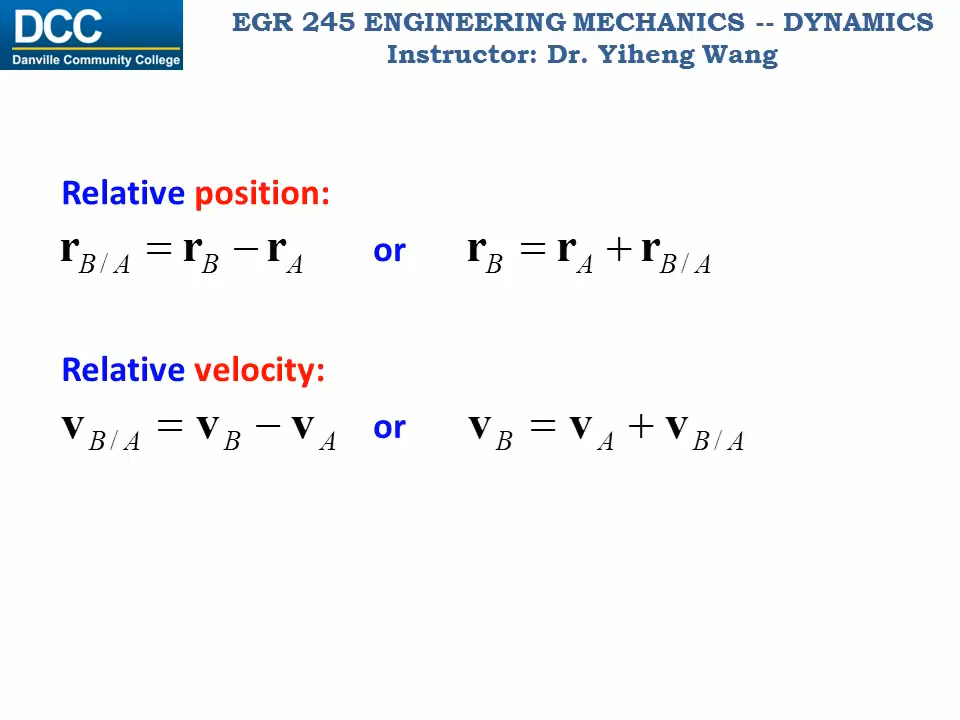 DCC
Danville Community College
EGR 245 ENGINEERING MECHANICS -- DYNAMICS
Instructor: Dr. Yiheng Wang
Relative position:
r_{B/A} = r_B − r_A or r_B = r_A + r_{B/A}
Relative velocity:
v_{B/A} = v_B − v_A or v_B = v_A + v_{B/A}